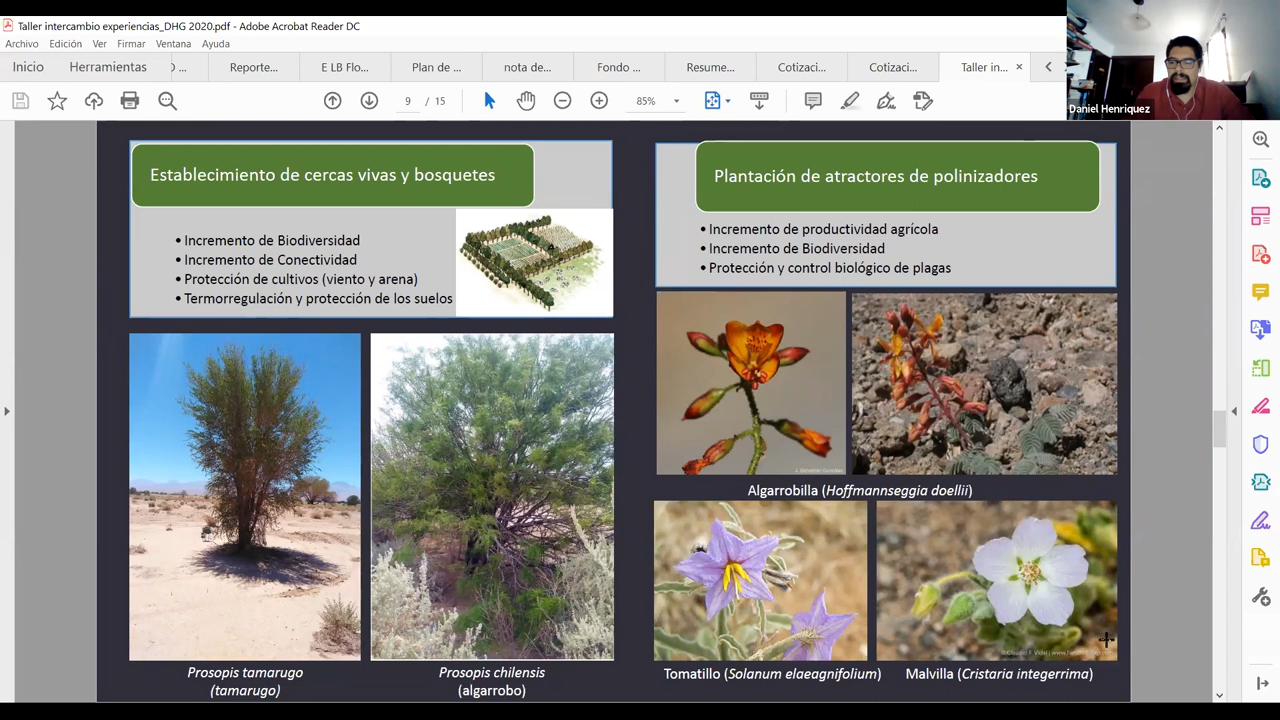 Taller intercambio experiencias_DHG 2020.pdf - Adobe Acrobat Reader DC
Archivo Edición Ver Firmar Ventana Ayuda
Inicio Herramientas ... Reporte... E LB Flo... Plan de ... nota de... Fondo ... Resume... Cotizaci... Cotizaci... Taller in... ×
9 / 15 85%
Daniel Henriquez
Establecimiento de cercas vivas y bosquetes
• Incremento de Biodiversidad
• Incremento de Conectividad
• Protección de cultivos (viento y arena)
• Termorregulación y protección de los suelos
Prosopis tamarugo
(tamarugo)
Prosopis chilensis
(algarrobo)
Plantación de atractores de polinizadores
• Incremento de productividad agrícola
• Incremento de Biodiversidad
• Protección y control biológico de plagas
Algarrobilla (Hoffmannseggia doellii)
Tomatillo (Solanum elaeagnifolium)
Malvilla (Cristaria integerrima)